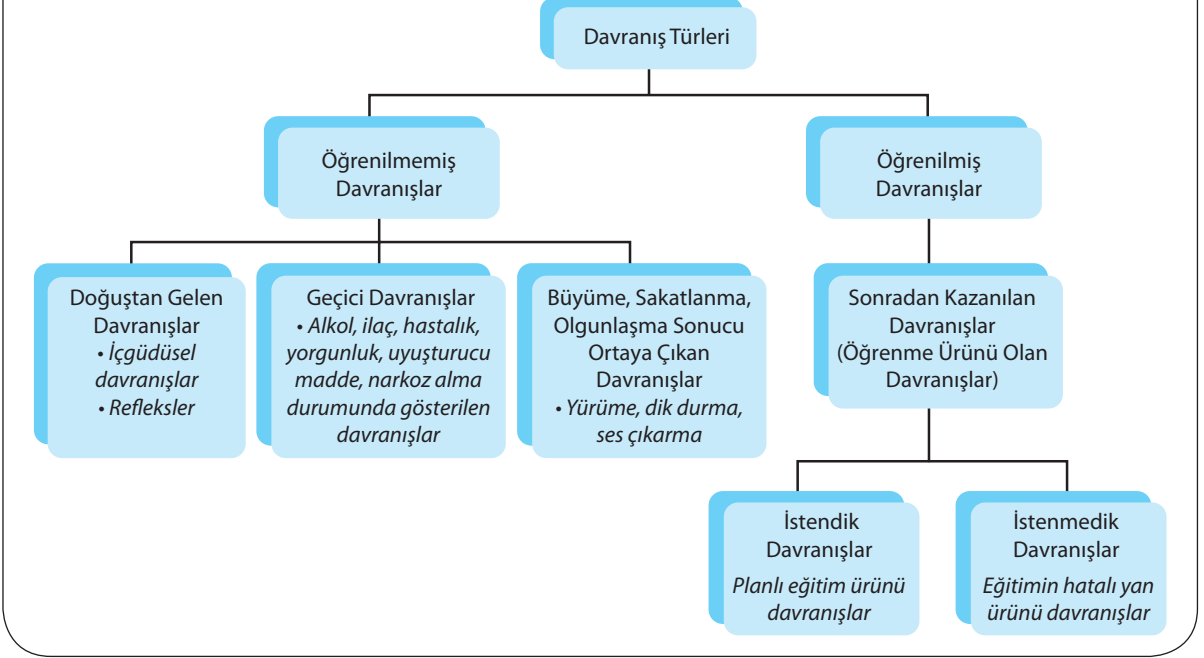 Davranış Türleri
Öğrenilmemiş
Davranışlar
Öğrenilmiş
Davranışlar
Doğuştan Gelen
Davranışlar
• İçgüdüsel
davranışlar
• Refleksler
Geçici Davranışlar
• Alkol, ilaç, hastalık,
yorgunluk, uyuşturucu
madde, narkoz alma
durumunda gösterilen
davranışlar
Büyüme, Sakatlanma,
Olgunlaşma Sonucu
Ortaya Çıkan
Davranışlar
• Yürüme, dik durma,
ses çıkarma
Sonradan Kazanılan
Davranışlar
(Öğrenme Ürünü Olan
Davranışlar)
İstendik
Davranışlar
Planlı eğitim ürünü
davranışlar
İstenmedik
Davranışlar
Eğitimin hatalı yan
ürünü davranışlar